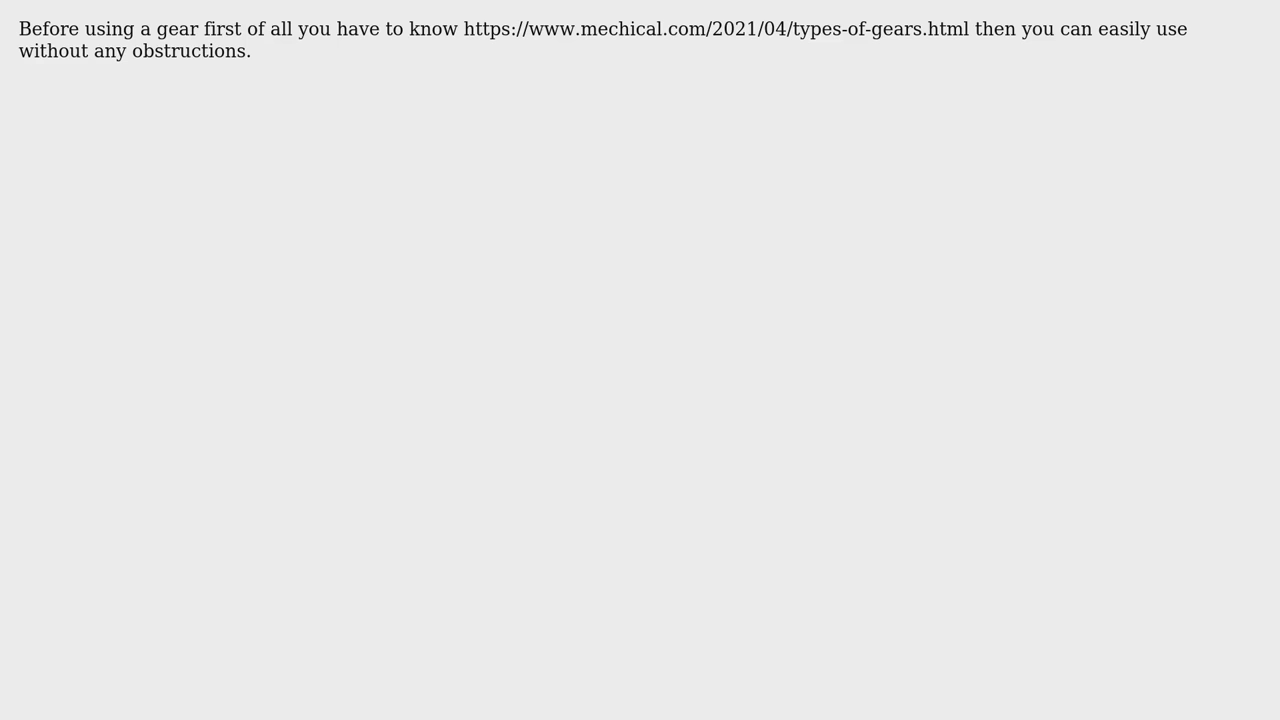 Before using a gear first of all you have to know https://www.mechical.com/2021/04/types-of-gears.html then you can easily use
without any obstructions.